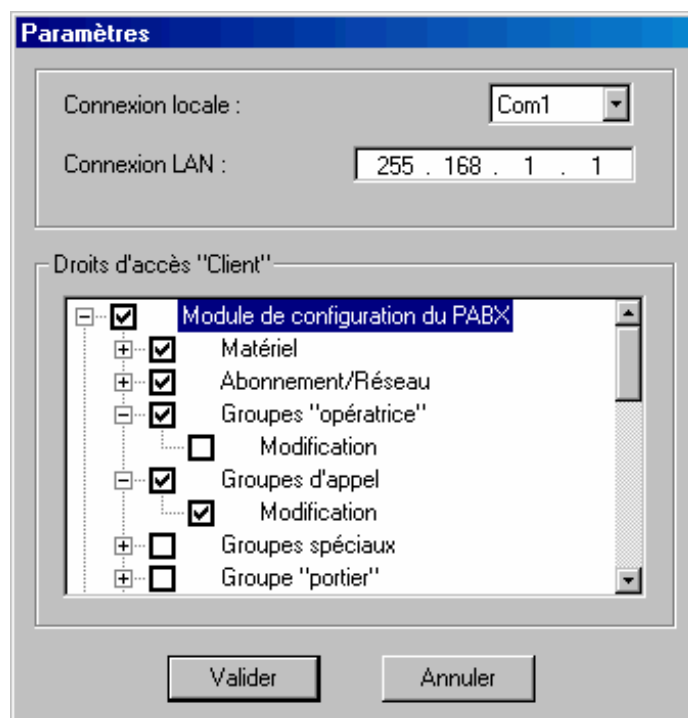 Paramètres
Connexion locale :
Com1
Connexion LAN :
255 . 168 . 1 . 1
Droits d'accès "Client"
Module de configuration du PABX
Matériel
Abonnement/Réseau
Groupes "opératrice"
Modification
Groupes d'appel
Modification
Groupes spéciaux
Groupe "portier"
Valider
Annuler